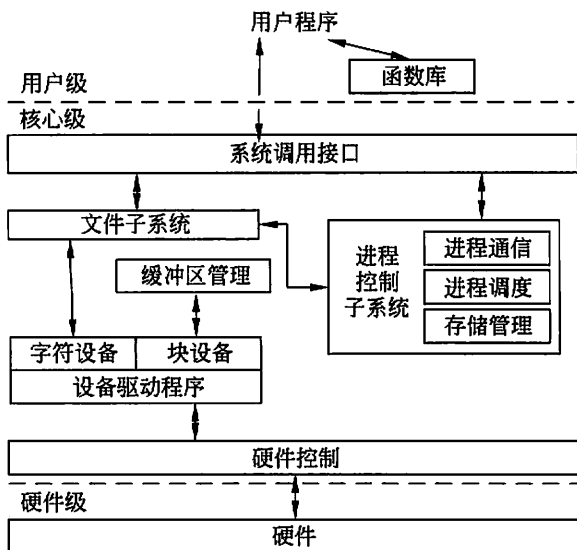 用户程序
函数库
用户级
核心级
系统调用接口
文件子系统
缓冲区管理
字符设备
块设备
设备驱动程序
进程
控制
子系统
进程通信
进程调度
存储管理
硬件控制
硬件级
硬件